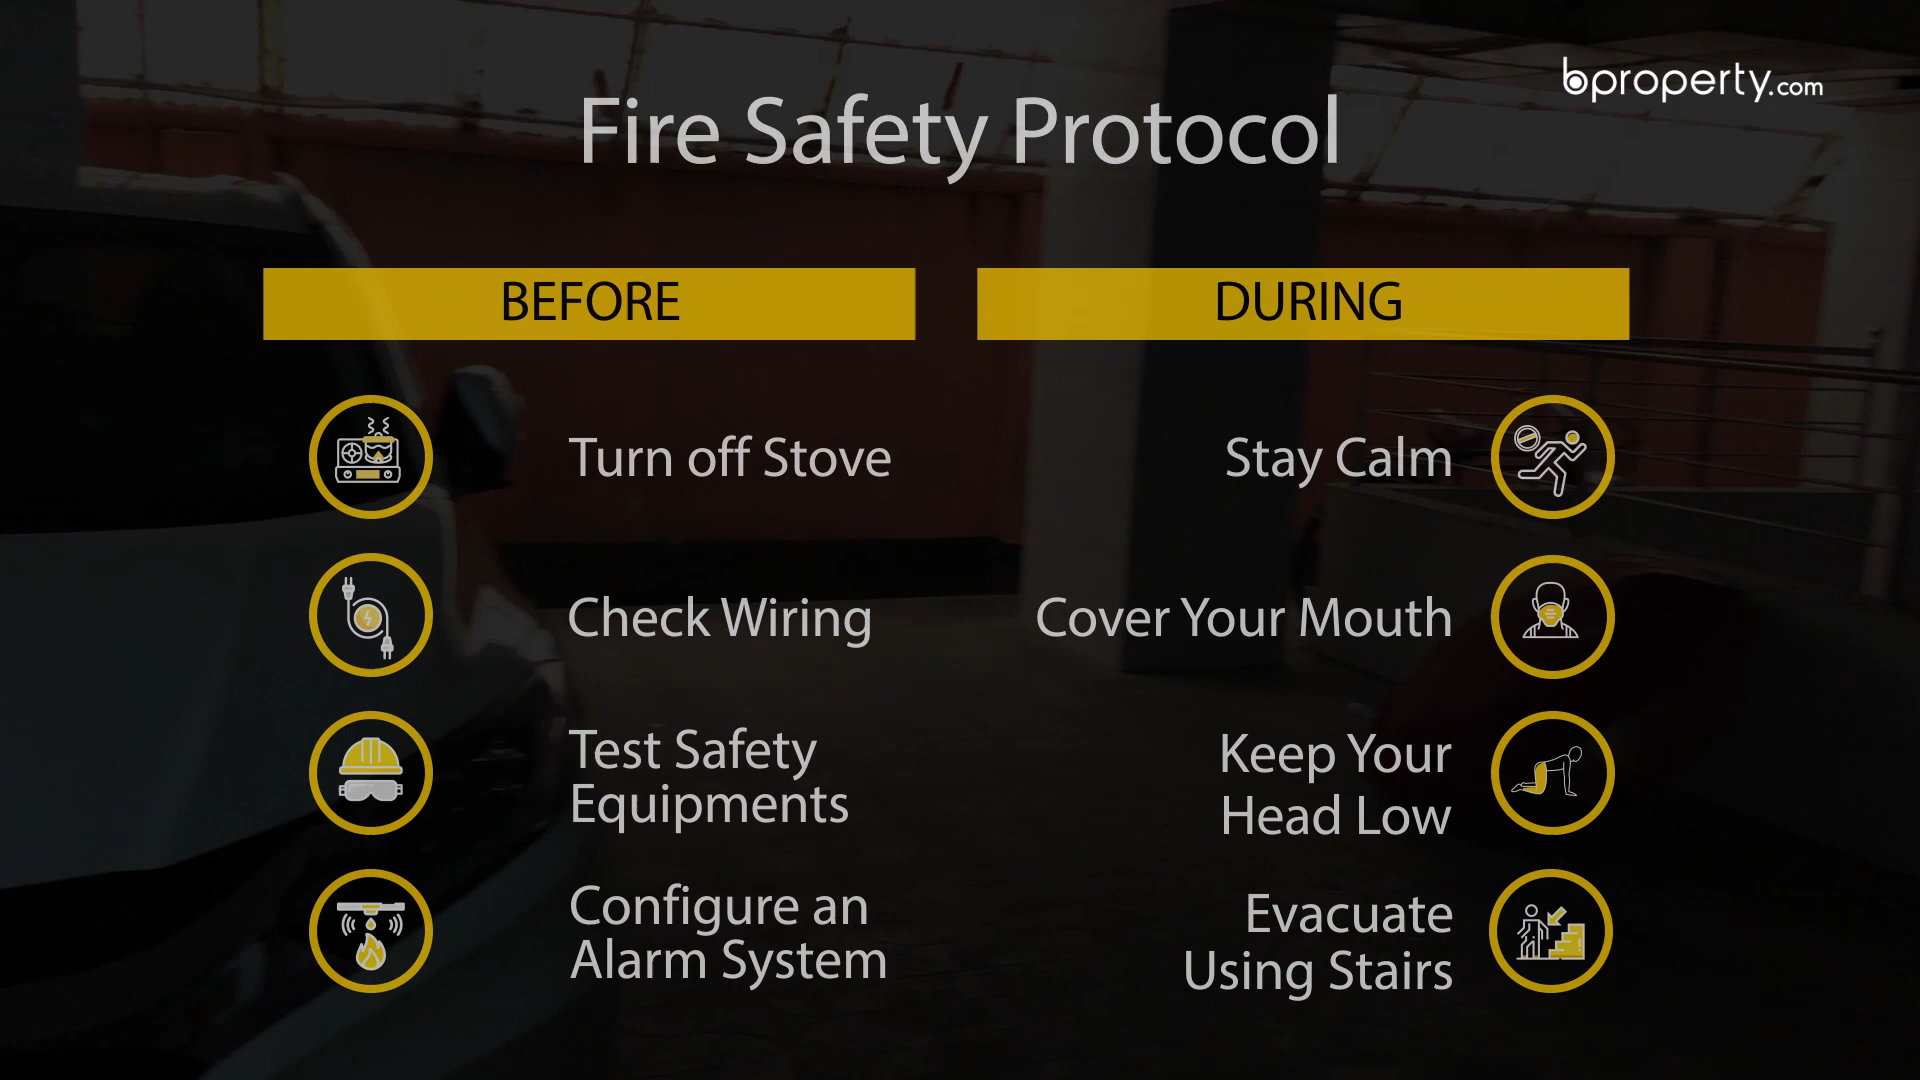 bproperty.com
Fire Safety Protocol
BEFORE
Turn off Stove
Check Wiring
Test Safety
Equipments
Configure an
Alarm System
DURING
Stay Calm
Cover Your Mouth
Keep Your
Head Low
Evacuate
Using Stairs